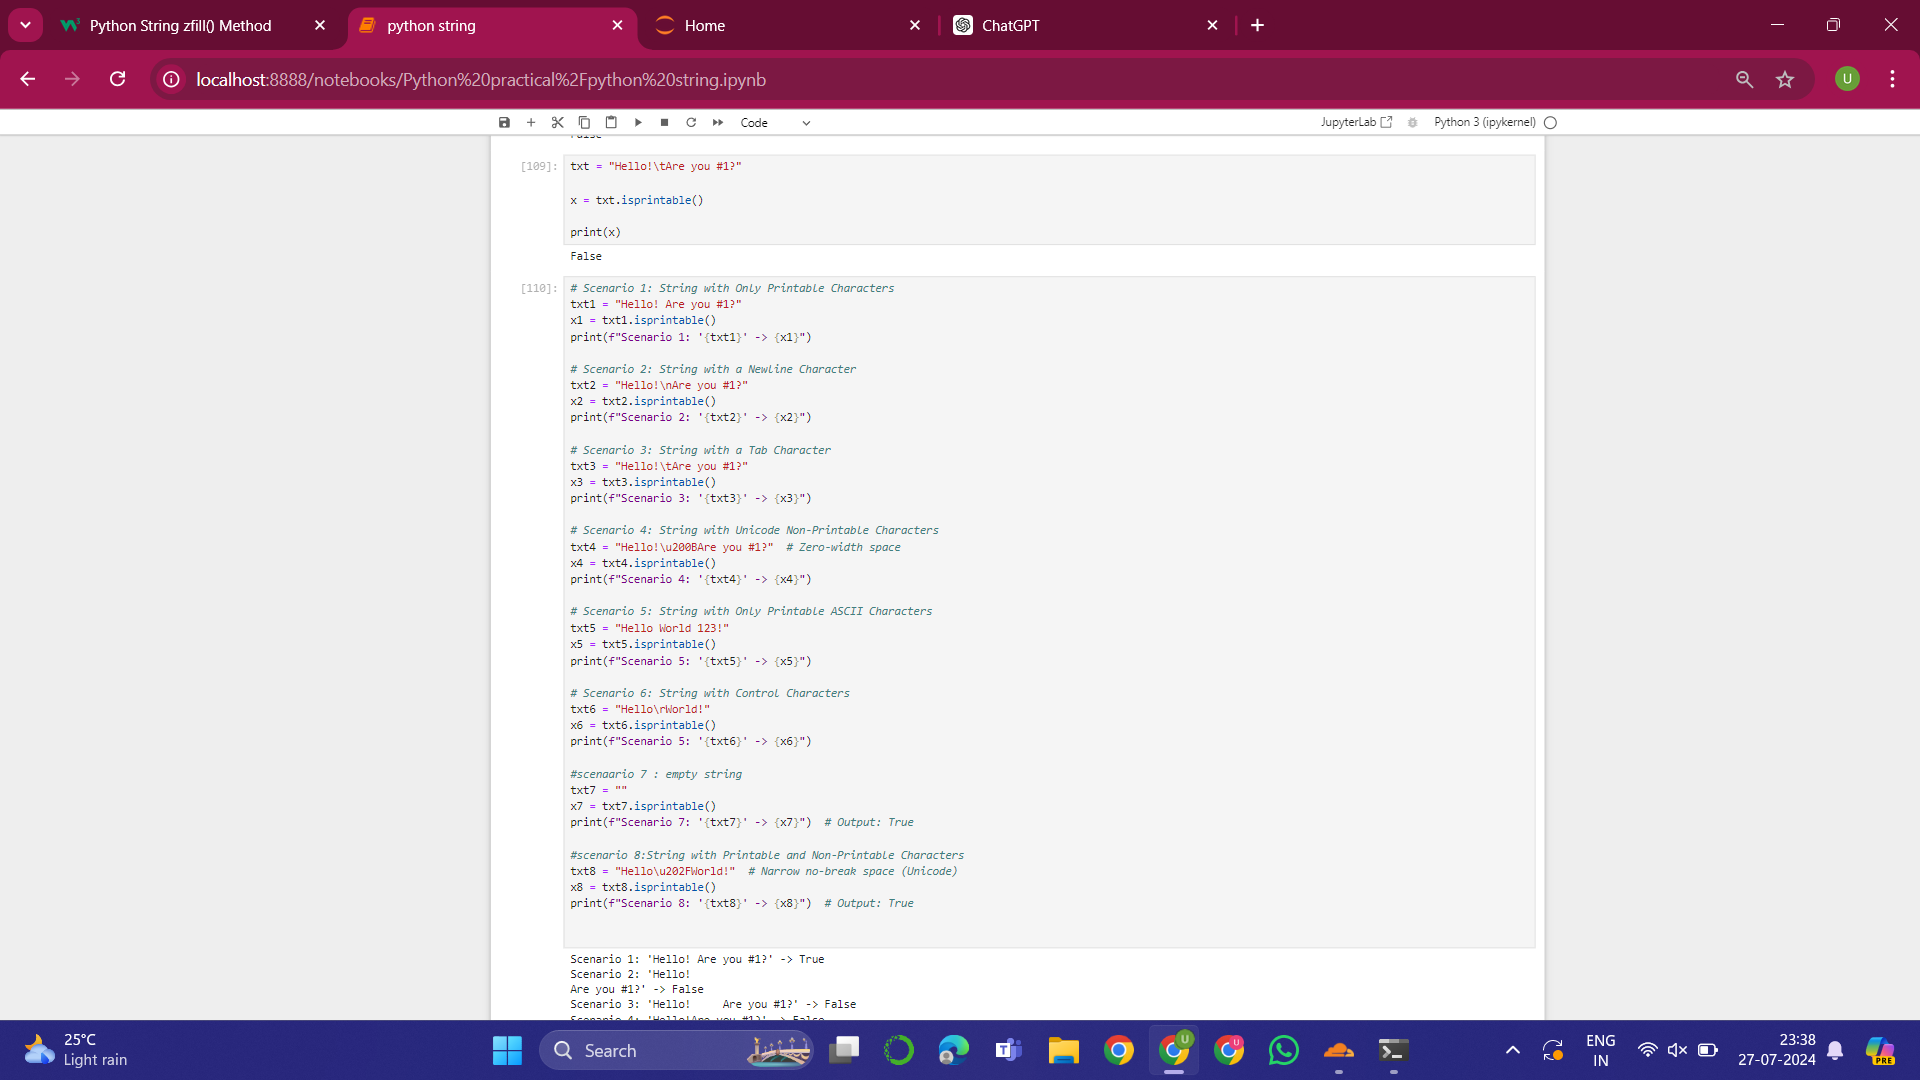 Python String zfill() Method
python string
Home
ChatGPT
localhost:8888/notebooks/Python%20practical%2Fpython%20string.ipynb
U
Code
JupyterLab
Python 3 (ipykernel)
[109]:
txt = "Hello!\tAre you #1?"
x = txt.isprintable()
print(x)
False
[110]:
# Scenario 1: String with Only Printable Characters
txt1 = "Hello! Are you #1?"
x1 = txt1.isprintable()
print(f"Scenario 1: '{txt1}' -> {x1}")
# Scenario 2: String with a Newline Character
txt2 = "Hello!\nAre you #1?"
x2 = txt2.isprintable()
print(f"Scenario 2: '{txt2}' -> {x2}")
# Scenario 3: String with a Tab Character
txt3 = "Hello!\tAre you #1?"
x3 = txt3.isprintable()
print(f"Scenario 3: '{txt3}' -> {x3}")
# Scenario 4: String with Unicode Non-Printable Characters
txt4 = "Hello!\u200BAre you #1?"  # Zero-width space
x4 = txt4.isprintable()
print(f"Scenario 4: '{txt4}' -> {x4}")
# Scenario 5: String with Only Printable ASCII Characters
txt5 = "Hello World 123!"
x5 = txt5.isprintable()
print(f"Scenario 5: '{txt5}' -> {x5}")
# Scenario 6: String with Control Characters
txt6 = "Hello\rWorld!"
x6 = txt6.isprintable()
print(f"Scenario 5: '{txt6}' -> {x6}")
#scenaario 7 : empty string
txt7 = ""
x7 = txt7.isprintable()
print(f"Scenario 7: '{txt7}' -> {x7}")  # Output: True
#scenario 8:String with Printable and Non-Printable Characters
txt8 = "Hello\u202FWorld!"  # Narrow no-break space (Unicode)
x8 = txt8.isprintable()
print(f"Scenario 8: '{txt8}' -> {x8}")  # Output: True
Scenario 1: 'Hello! Are you #1?' -> True
Scenario 2: 'Hello!
Are you #1?' -> False
Scenario 3: 'Hello!     Are you #1?' -> False
Scenario 4: 'Hello!Are you #1?' -> False
25°C
Light rain
Search
U
U
ENG
IN
23:38
27-07-2024
PRE